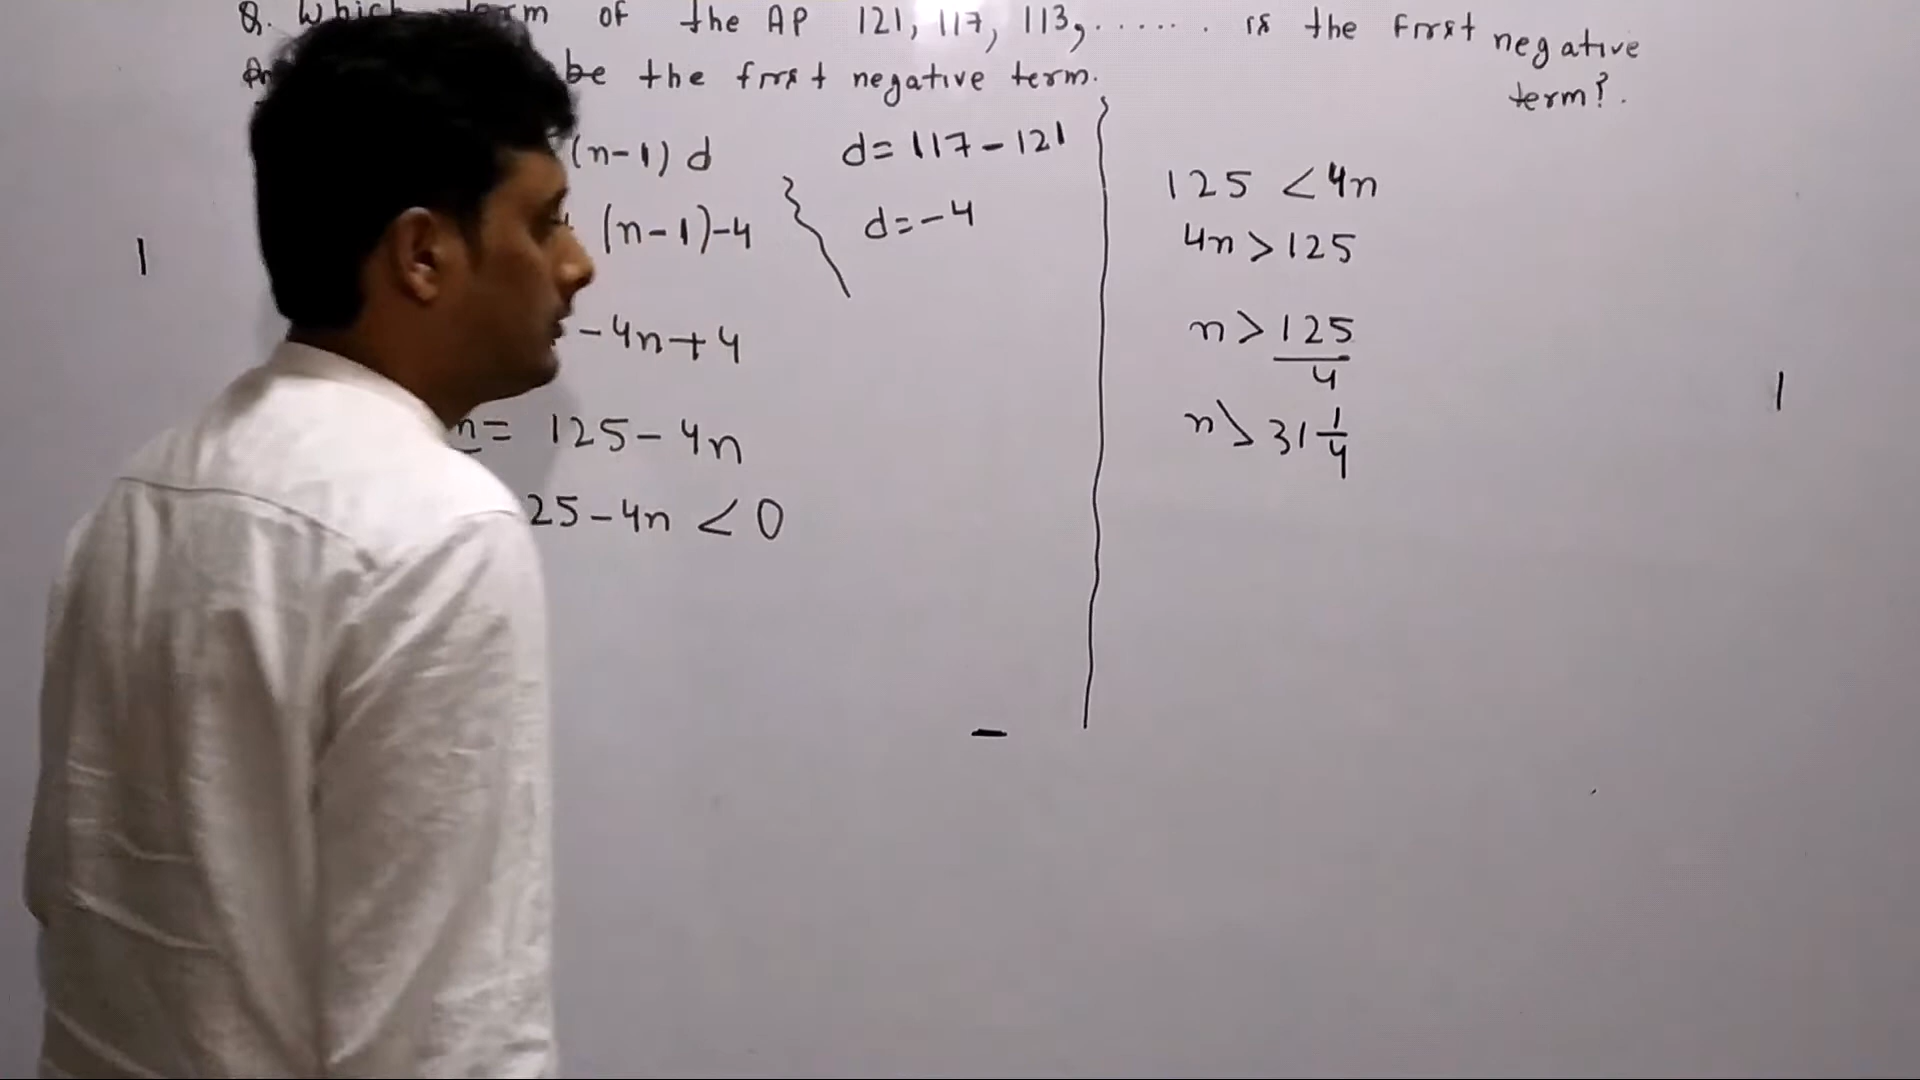 Q. Which term of the AP 121, 117, 113,...... is the first negative
term?.
be the first negative term.
(n-1) d
d= 117-121
(n-1)-4
d=-4
-4n+4
n= 125-4n
25-4n < 0
125 < 4n
4n > 125
n > 125/4
n > 31 1/4